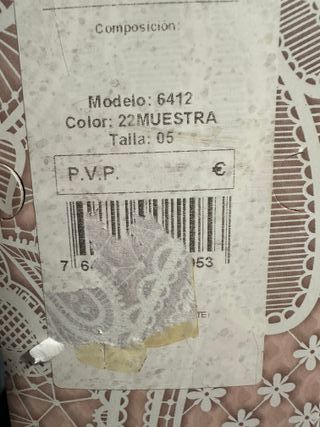 Composición:
Modelo: 6412
Color: 22MUESTRA
Talla: 05
P.V.P. €